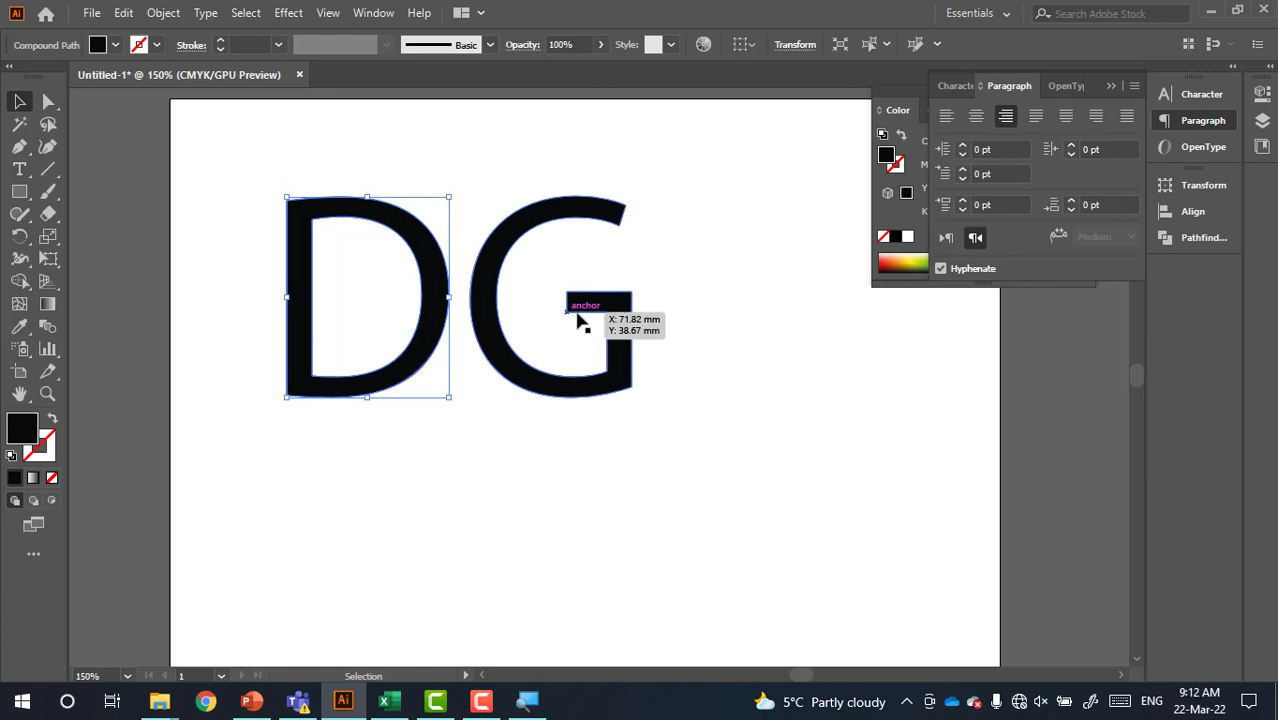 Ai File Edit Object Type Select Effect View Window Help Essentials Search Adobe Stock
Compound Path Stroke: Basic Opacity: 100% Style: Transform
Untitled-1* @ 150% (CMYK/GPU Preview)
Color
Paragraph
0 pt 0 pt
0 pt
0 pt 0 pt
Medium
Hyphenate
Character
Paragraph
OpenType
Transform
Align
Pathfind...
DG
anchor
X: 71.82 mm
Y: 38.67 mm
150% 1 Selection
5°C Partly cloudy ENG
9:12 AM
22-Mar-22